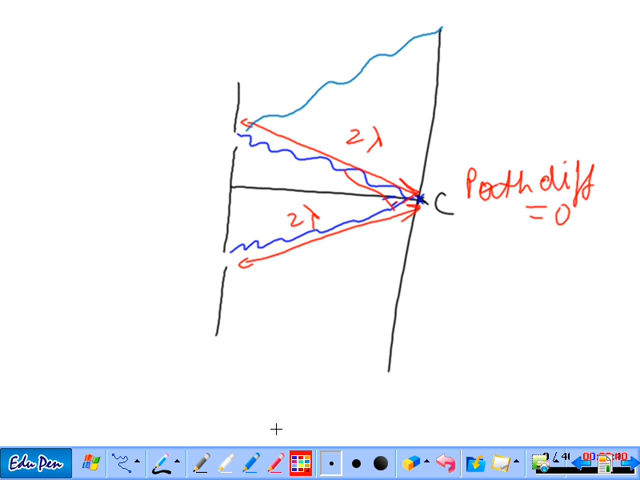 2λ
Path diff
= 0
2λ
C
Edu Pen